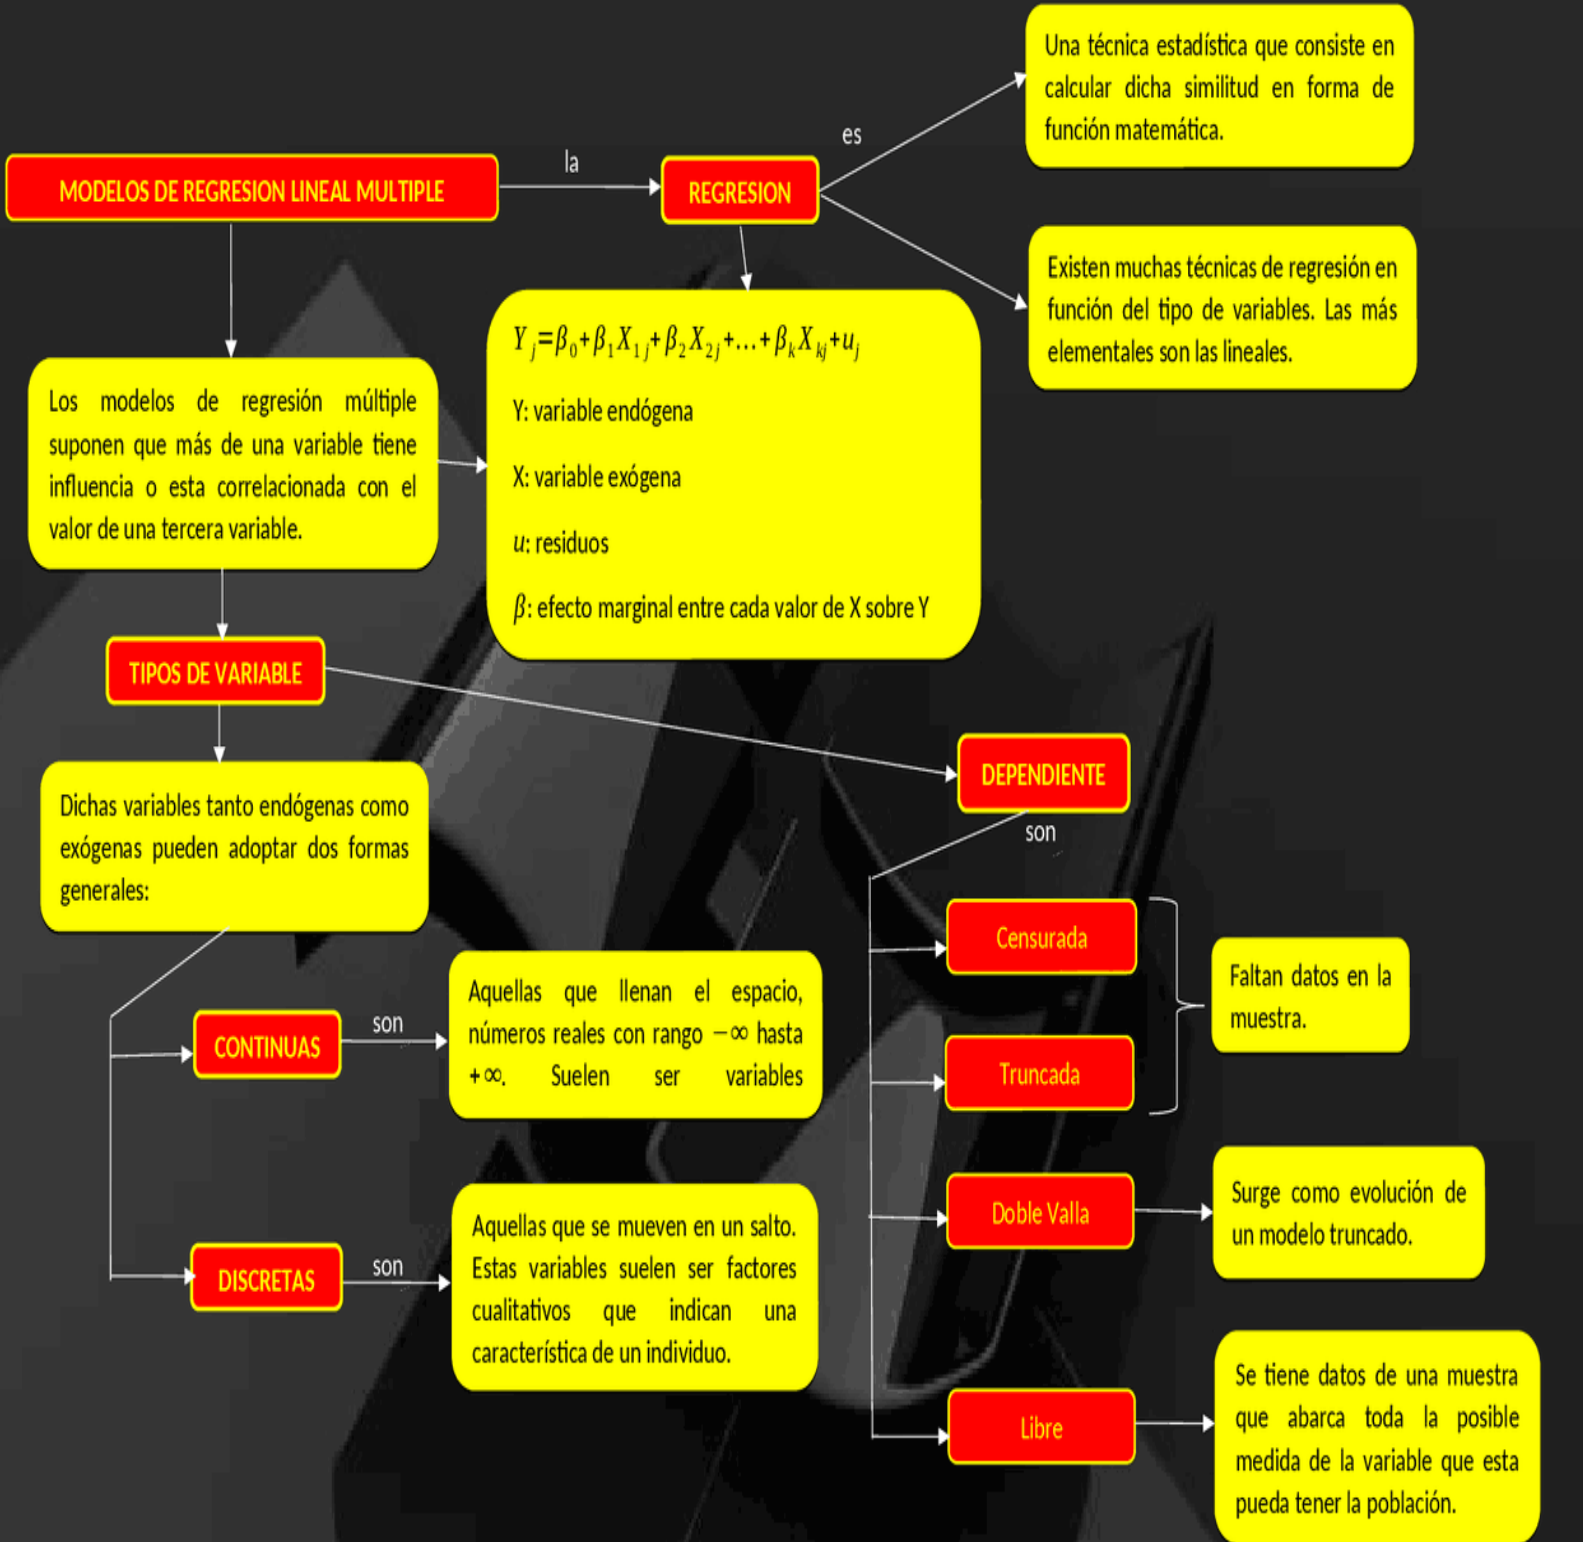 MODELOS DE REGRESION LINEAL MULTIPLE
la
REGRESION
es
Una técnica estadística que consiste en
calcular dicha similitud en forma de
función matemática.
Existen muchas técnicas de regresión en
función del tipo de variables. Las más
elementales son las lineales.
Los modelos de regresión múltiple
suponen que más de una variable tiene
influencia o esta correlacionada con el
valor de una tercera variable.
Y_j=β_0+β_1X_{1j}+β_2X_{2j}+...+β_kX_{kj}+u_j
Y: variable endógena
X: variable exógena
u: residuos
β: efecto marginal entre cada valor de X sobre Y
TIPOS DE VARIABLE
Dichas variables tanto endógenas como
exógenas pueden adoptar dos formas
generales:
CONTINUAS
son
Aquellas que llenan el espacio,
números reales con rango −∞ hasta
+∞. Suelen ser variables
DISCRETAS
son
Aquellas que se mueven en un salto.
Estas variables suelen ser factores
cualitativos que indican una
característica de un individuo.
DEPENDIENTE
son
Censurada
Truncada
Faltan datos en la
muestra.
Doble Valla
Surge como evolución de
un modelo truncado.
Libre
Se tiene datos de una muestra
que abarca toda la posible
medida de la variable que esta
pueda tener la población.